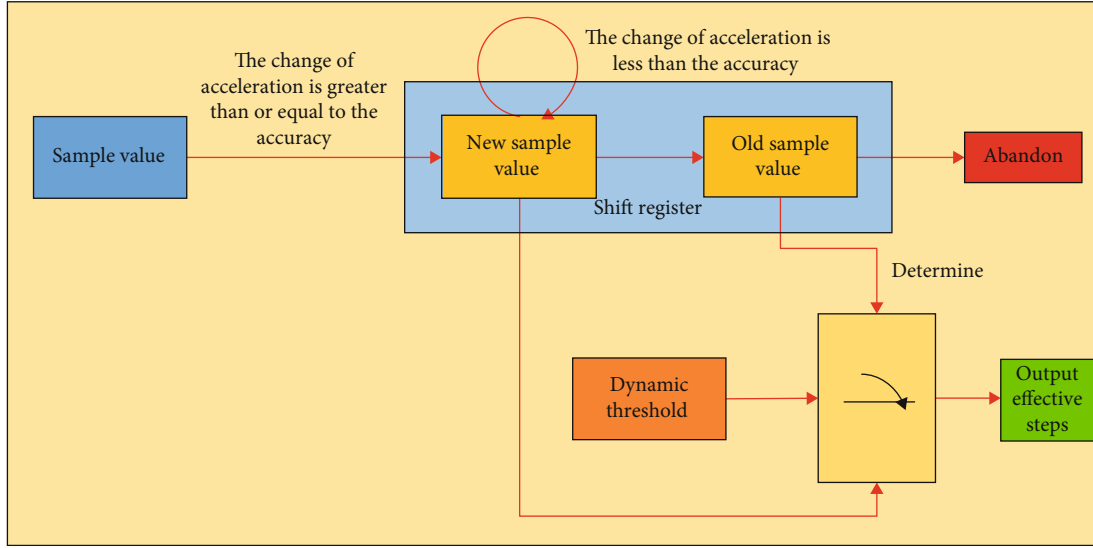 The change of
acceleration is greater
than or equal to the
accuracy
The change of acceleration is
less than the accuracy
Sample value
New sample
value
Old sample
value
Abandon
Shift register
Determine
Dynamic
threshold
Output
effective
steps